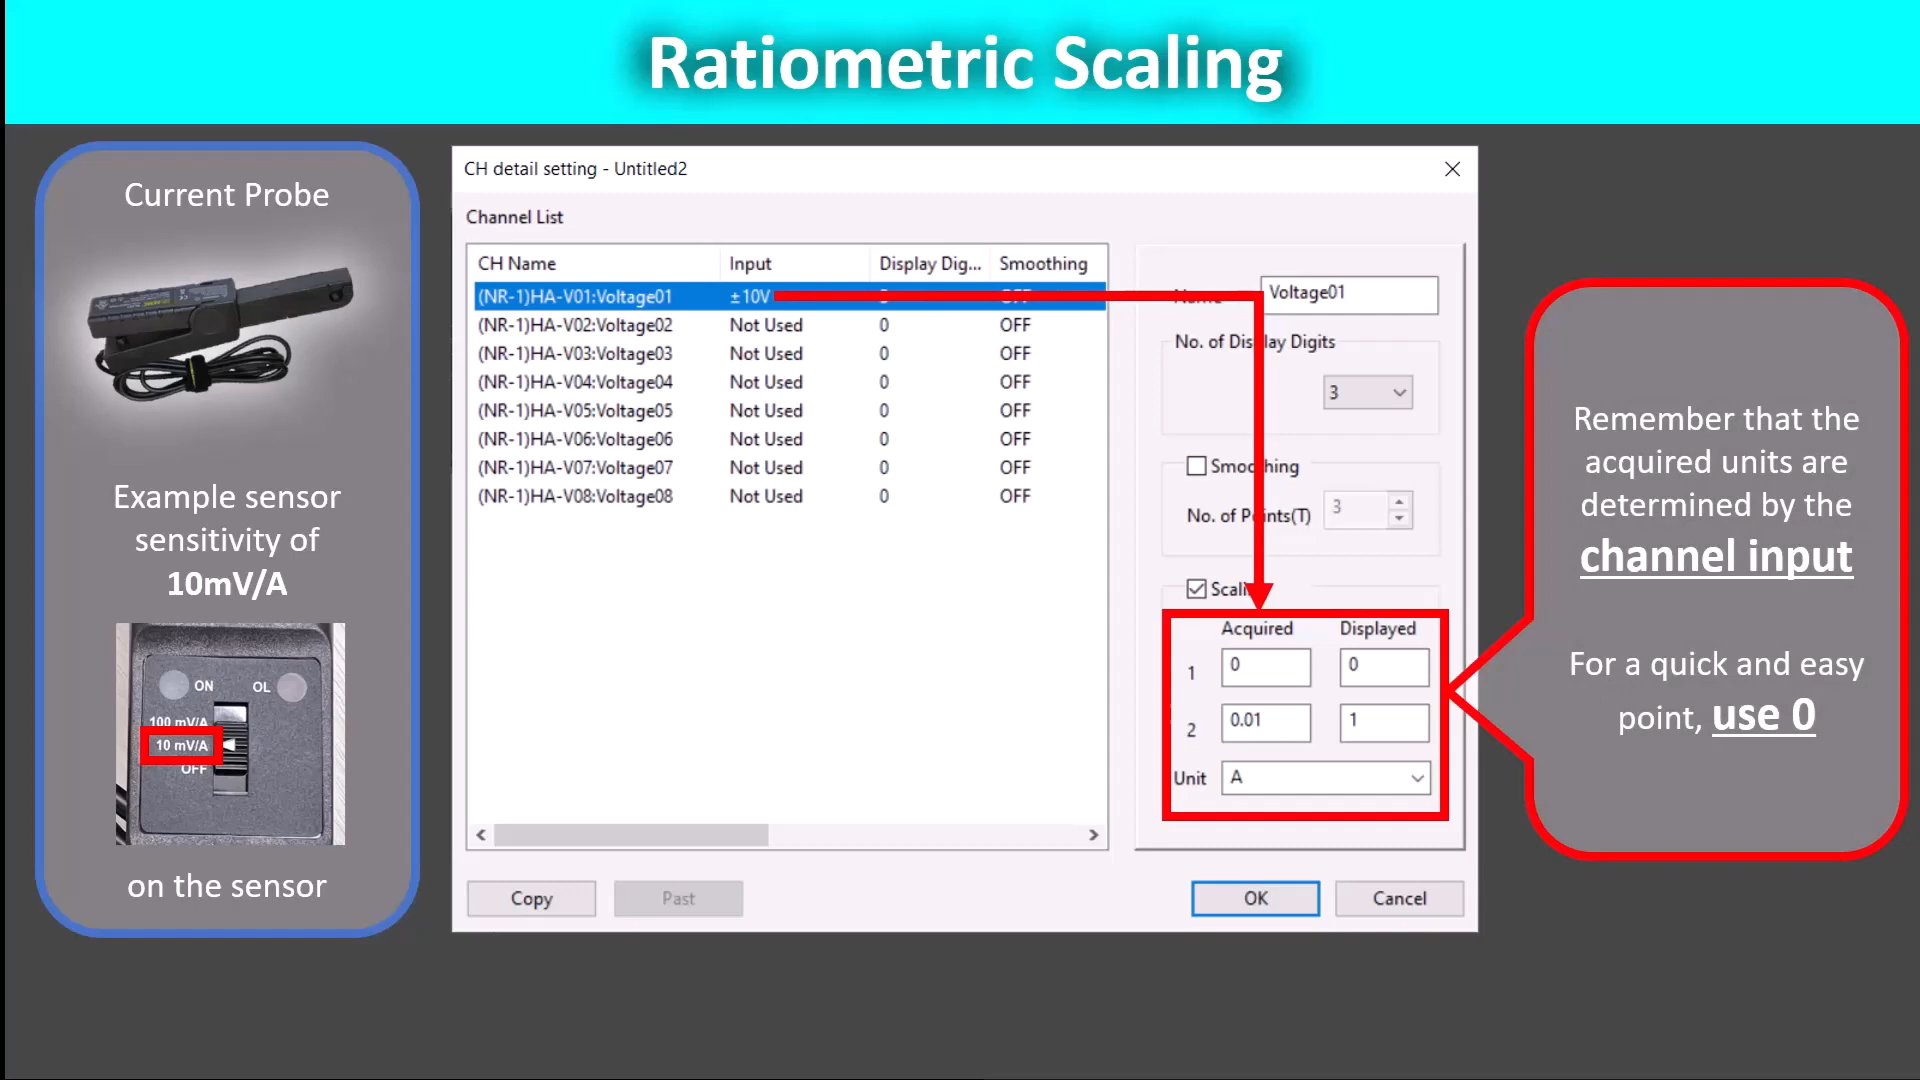 Ratiometric Scaling
Current Probe
Example sensor
sensitivity of
10mV/A
ON
OL
100 mV/A
10 mV/A
OFF
on the sensor
CH detail setting - Untitled2
Channel List
CH Name Input Display Dig... Smoothing
(NR-1)HA-V01:Voltage01 ±10V
(NR-1)HA-V02:Voltage02 Not Used 0 OFF
(NR-1)HA-V03:Voltage03 Not Used 0 OFF
(NR-1)HA-V04:Voltage04 Not Used 0 OFF
(NR-1)HA-V05:Voltage05 Not Used 0 OFF
(NR-1)HA-V06:Voltage06 Not Used 0 OFF
(NR-1)HA-V07:Voltage07 Not Used 0 OFF
(NR-1)HA-V08:Voltage08 Not Used 0 OFF
Copy
Past
Name Voltage01
No. of Display Digits
3
Smoothing
No. of Points(T) 3
Scaling
Acquired Displayed
1 0 0
2 0.01 1
Unit A
OK
Cancel
Remember that the
acquired units are
determined by the
channel input
For a quick and easy
point, use 0